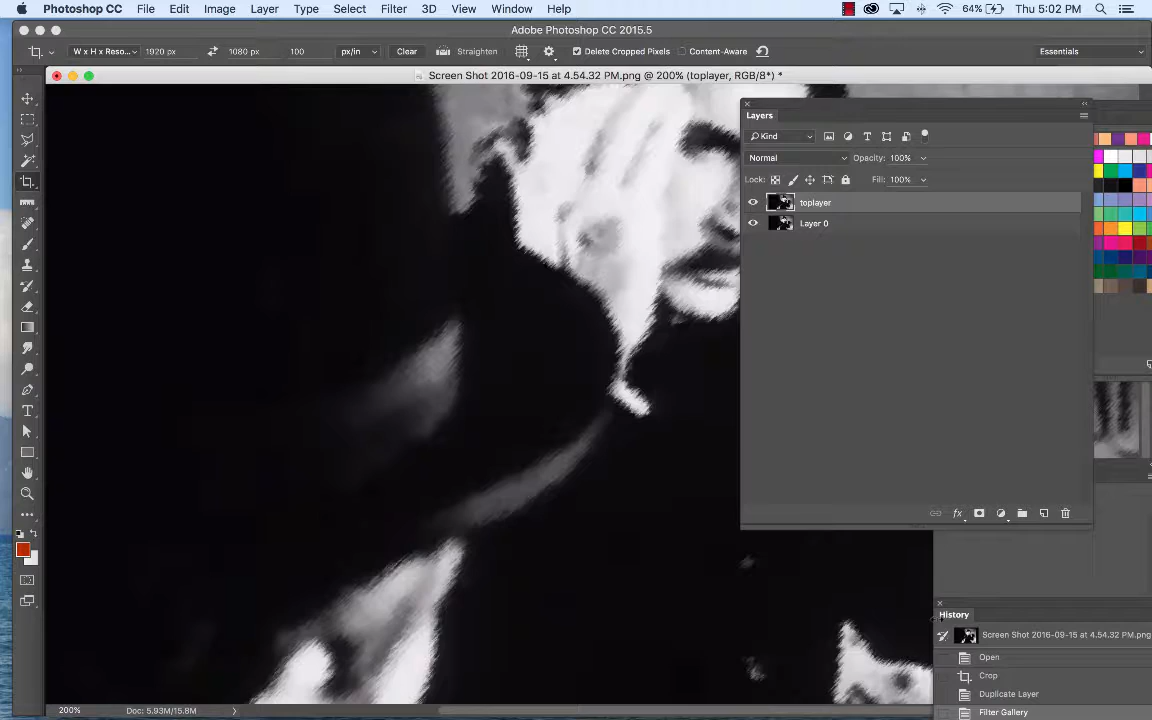 Photoshop CC File Edit Image Layer Type Select Filter 3D View Window Help 64% Thu 5:02 PM
Adobe Photoshop CC 2015.5
W x H x Reso... 1920 px 1080 px 100 px/in Clear Straighten Delete Cropped Pixels Content-Aware Essentials
Screen Shot 2016-09-15 at 4.54.32 PM.png @ 200% (toplayer, RGB/8*) *
Layers
Kind
Normal Opacity: 100%
Lock: Fill: 100%
toplayer
Layer 0
fx
History
Screen Shot 2016-09-15 at 4.54.32 PM.png
Open
Crop
Duplicate Layer
Filter Gallery
200% Doc: 5.93M/15.8M